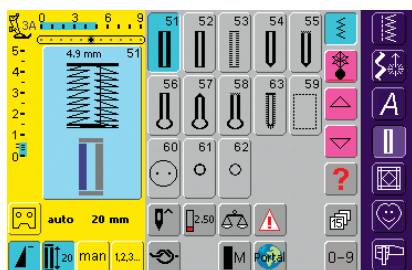 3A 0 3 6 9 51 52 53 54 55
5- 4.9 mm 51
4-
3- 56 57 58 63 59
2-
1- 60 61 62
0
?
A
auto 20 mm 2.50
20 man 1,2,3... M Portal 0-9